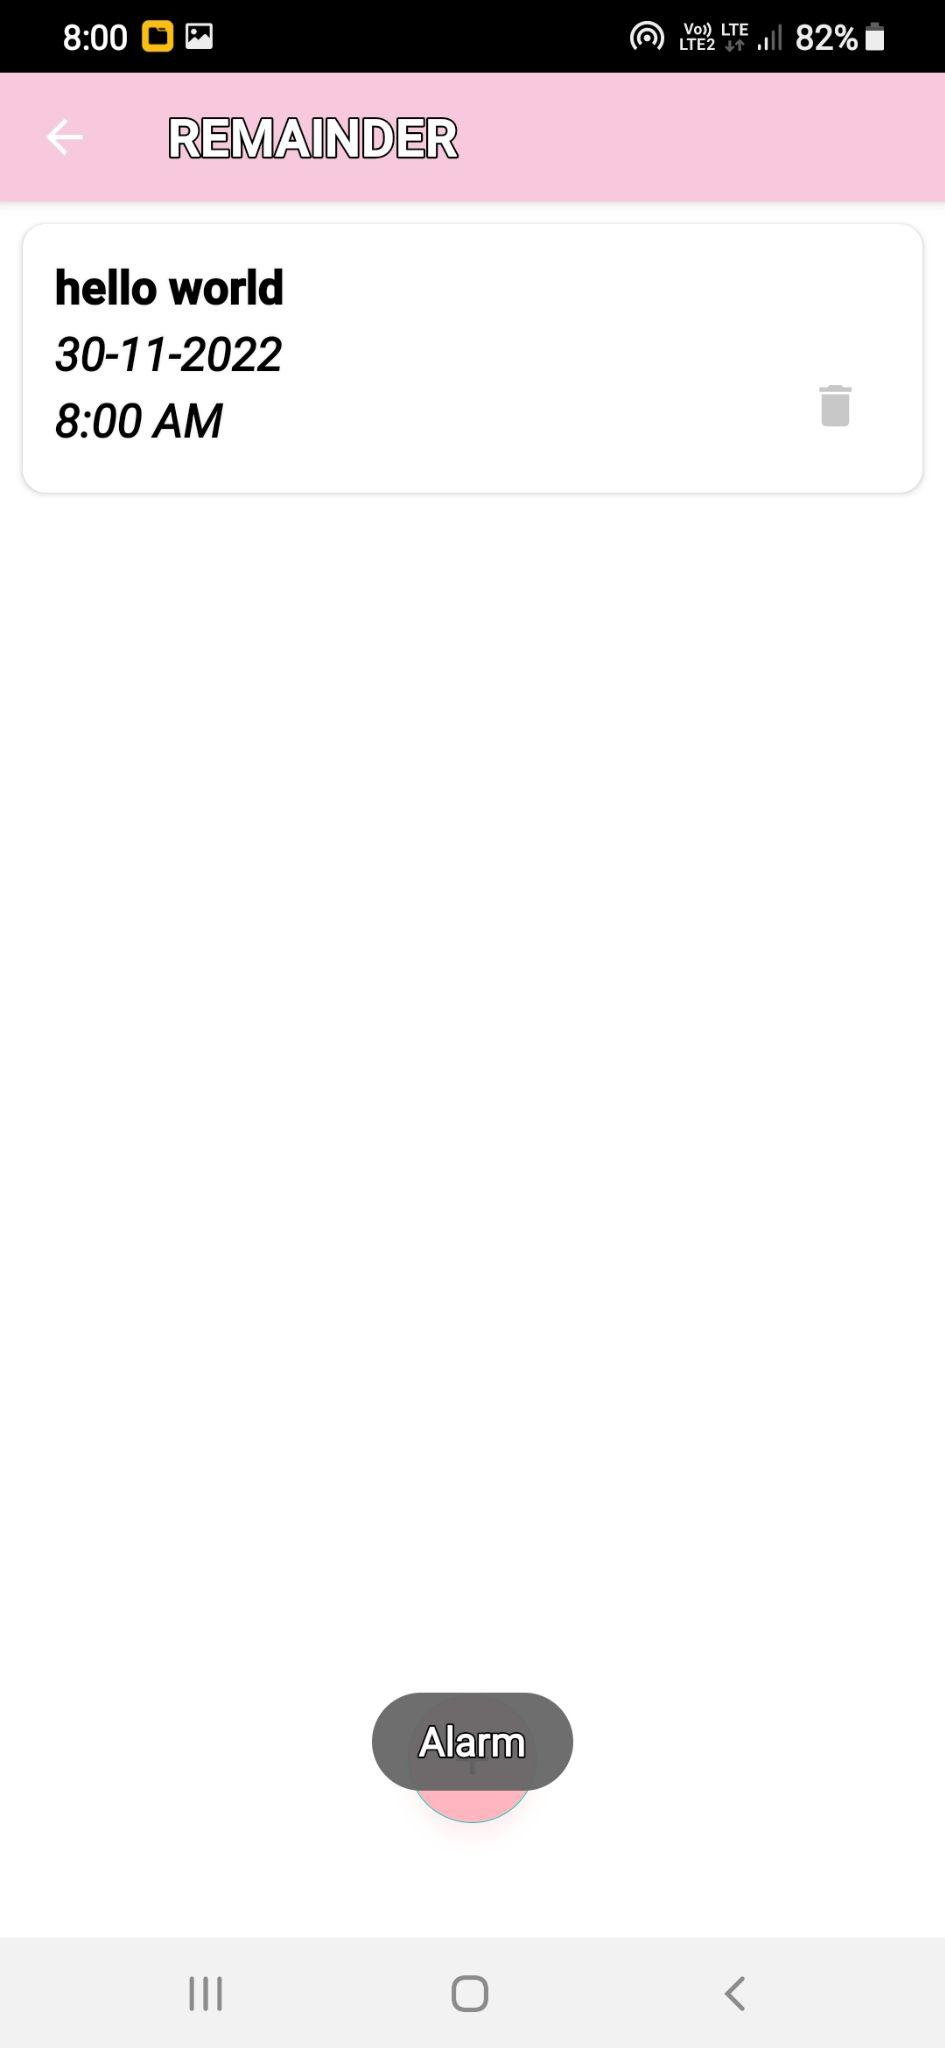 8:00
Vo)) LTE
LTE2
82%
REMAINDER
hello world
30-11-2022
8:00 AM
Alarm